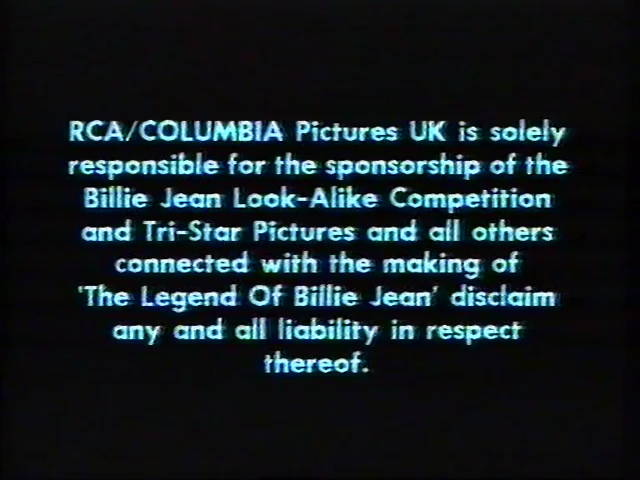 RCA/COLUMBIA Pictures UK is solely
responsible for the sponsorship of the
Billie Jean Look-Alike Competition
and Tri-Star Pictures and all others
connected with the making of
'The Legend Of Billie Jean' disclaim
any and all liability in respect
thereof.